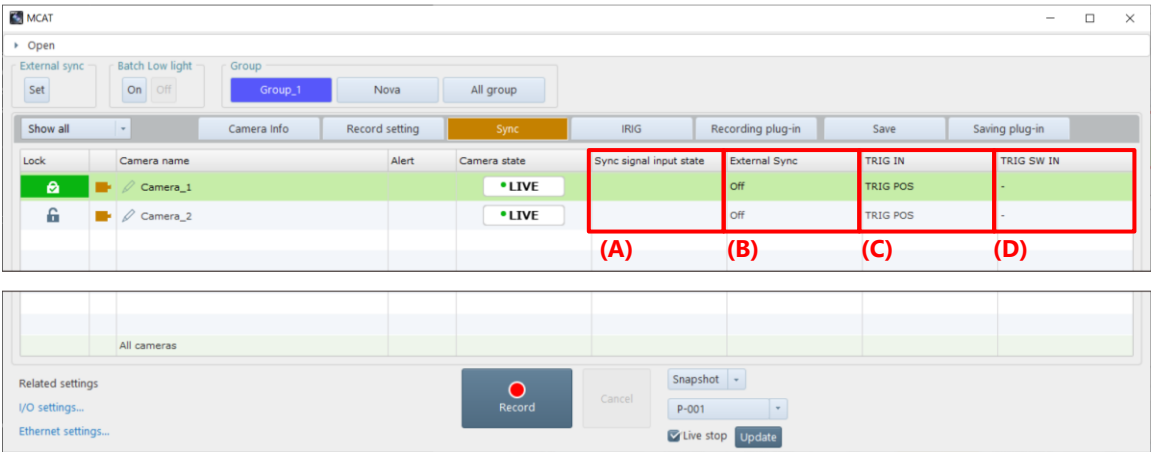 MCAT
Open
External sync
Batch Low light
Group
Set
On
Off
Group_1
Nova
All group
Show all
Camera Info
Record setting
Sync
IRIG
Recording plug-in
Save
Saving plug-in
Lock
Camera name
Alert
Camera state
Sync signal input state
External Sync
TRIG IN
TRIG SW IN
Camera_1
LIVE
Off
TRIG POS
-
Camera_2
LIVE
Off
TRIG POS
-
(A)
(B)
(C)
(D)
All cameras
Related settings
I/O settings...
Ethernet settings...
Record
Cancel
Snapshot
P-001
Live stop
Update